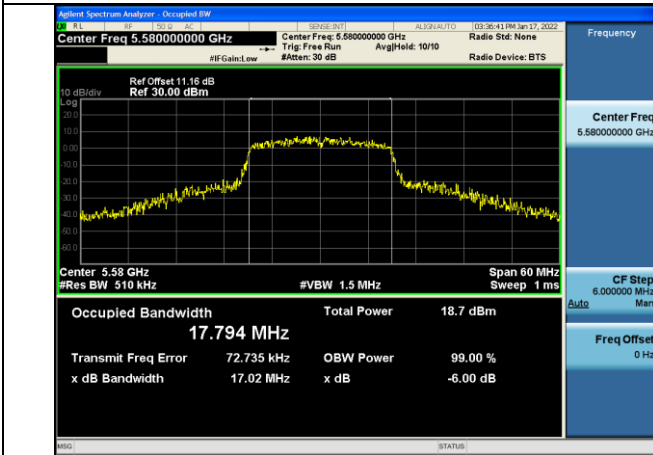 Agilent Spectrum Analyzer - Occupied BW
RL RF 50 Ω AC SENSE:INT ALIGNAUTO 03:36:41 PM Jan 17, 2022
Center Freq 5.580000000 GHz
Center Freq: 5.580000000 GHz
Radio Std: None
Trig: Free Run Avg|Hold: 10/10
#IFGain:Low #Atten: 30 dB Radio Device: BTS
Ref Offset 11.16 dB
10 dB/div Ref 30.00 dBm
Log
20.0
10.0
0.00
-10.0
-20.0
-30.0
-40.0
-50.0
-60.0
Center 5.58 GHz Span 60 MHz
#Res BW 510 kHz #VBW 1.5 MHz Sweep 1 ms
Occupied Bandwidth Total Power 18.7 dBm
17.794 MHz
Transmit Freq Error 72.735 kHz OBW Power 99.00 %
x dB Bandwidth 17.02 MHz x dB -6.00 dB
MSG STATUS
Frequency
Center Freq
5.580000000 GHz
CF Step
6.000000 MHz
Auto Man
Freq Offset
0 Hz